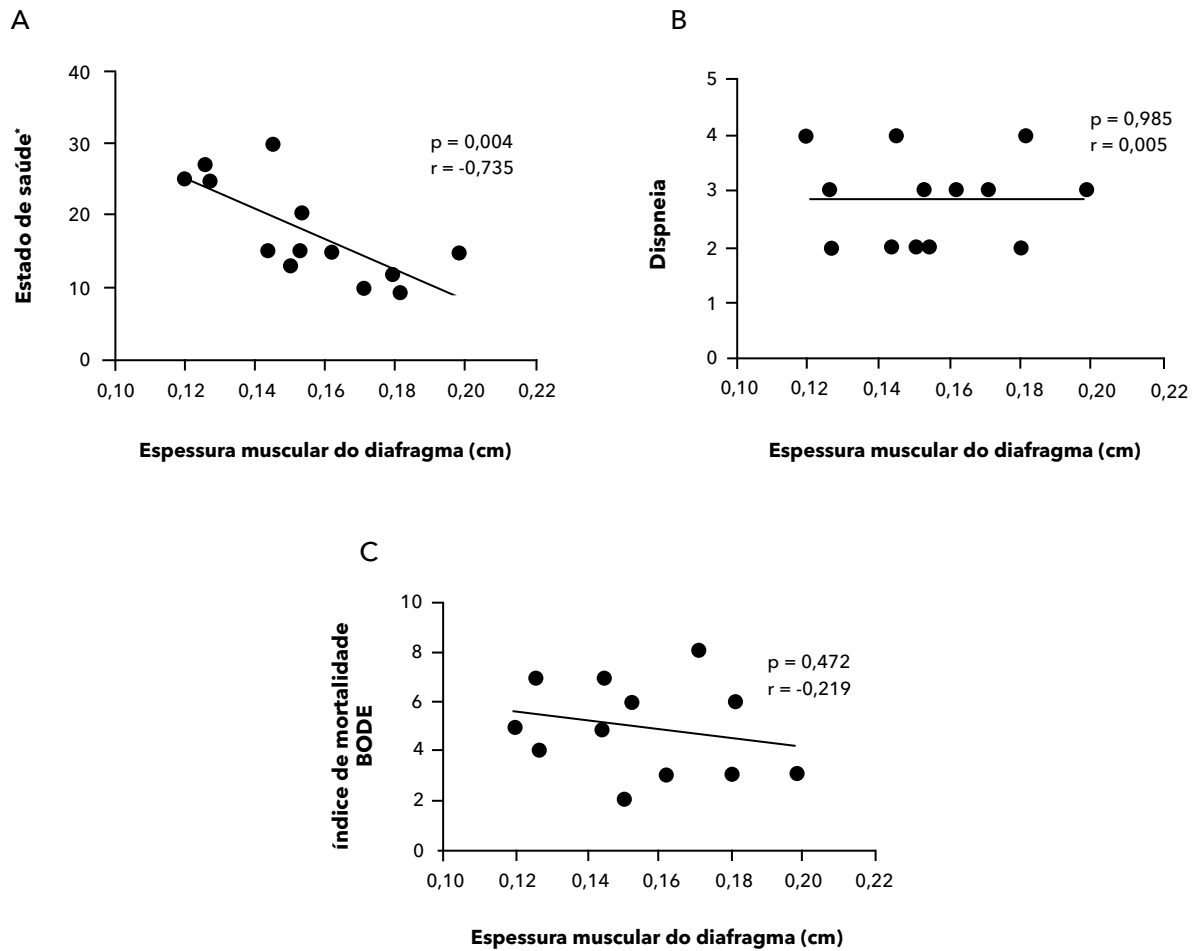 A
Estado de saúde*
40
30
20
10
0
p = 0,004
r = -0,735
0,10 0,12 0,14 0,16 0,18 0,20 0,22
Espessura muscular do diafragma (cm)
B
Dispneia
5
4
3
2
1
0
p = 0,985
r = 0,005
0,10 0,12 0,14 0,16 0,18 0,20 0,22
Espessura muscular do diafragma (cm)
C
índice de mortalidade
BODE
10
8
6
4
2
0
p = 0,472
r = -0,219
0,10 0,12 0,14 0,16 0,18 0,20 0,22
Espessura muscular do diafragma (cm)